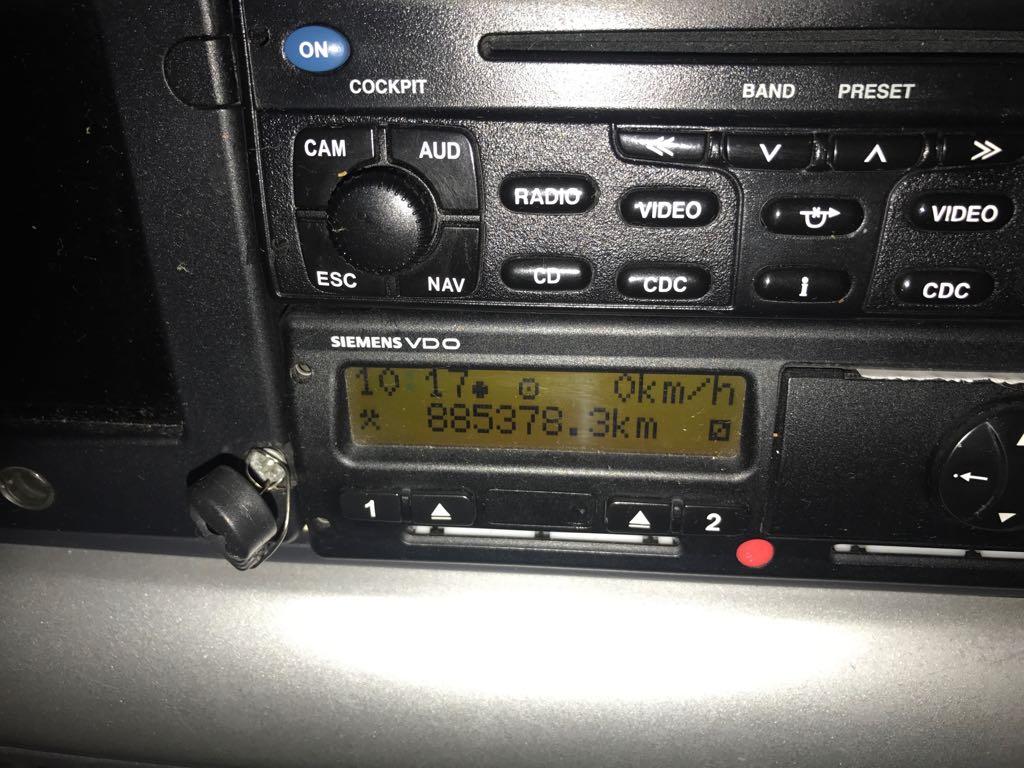 ON
COCKPIT
BAND PRESET
CAM AUD
RADIO VIDEO VIDEO
ESC NAV CD CDC i CDC
SIEMENS VDO
10:17 0km/h
885378.3km
1 2